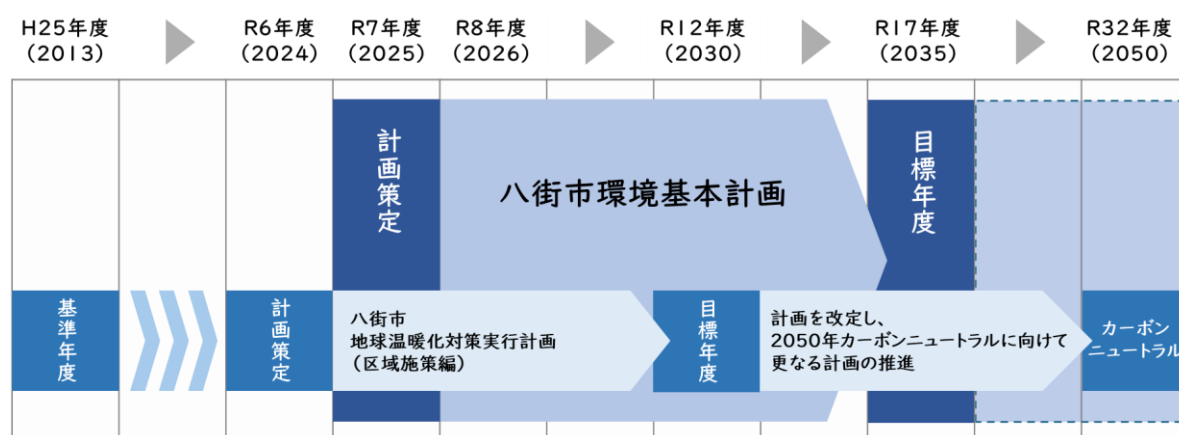 H25年度
(2013)
R6年度
(2024)
R7年度
(2025)
R8年度
(2026)
R12年度
(2030)
R17年度
(2035)
R32年度
(2050)
計画策定
八街市環境基本計画
目標年度
基準年度
計画策定
八街市
地球温暖化対策実行計画
(区域施策編)
目標年度
計画を改定し、
2050年カーボンニュートラルに向けて
更なる計画の推進
カーボン
ニュートラル